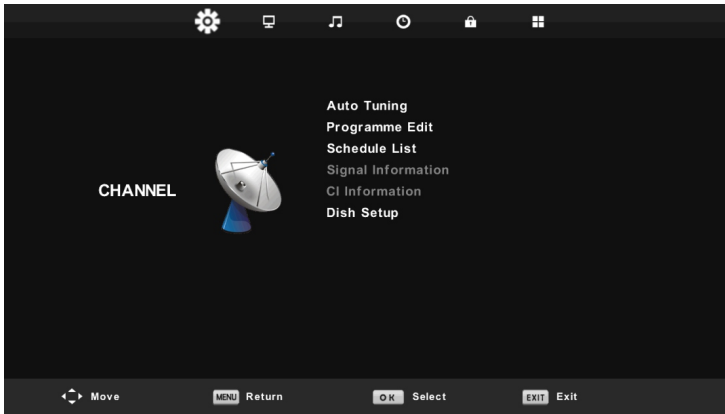 Auto Tuning
Programme Edit
Schedule List
Signal Information
CHANNEL
CI Information
Dish Setup
Move
MENU Return
OK Select
EXIT Exit